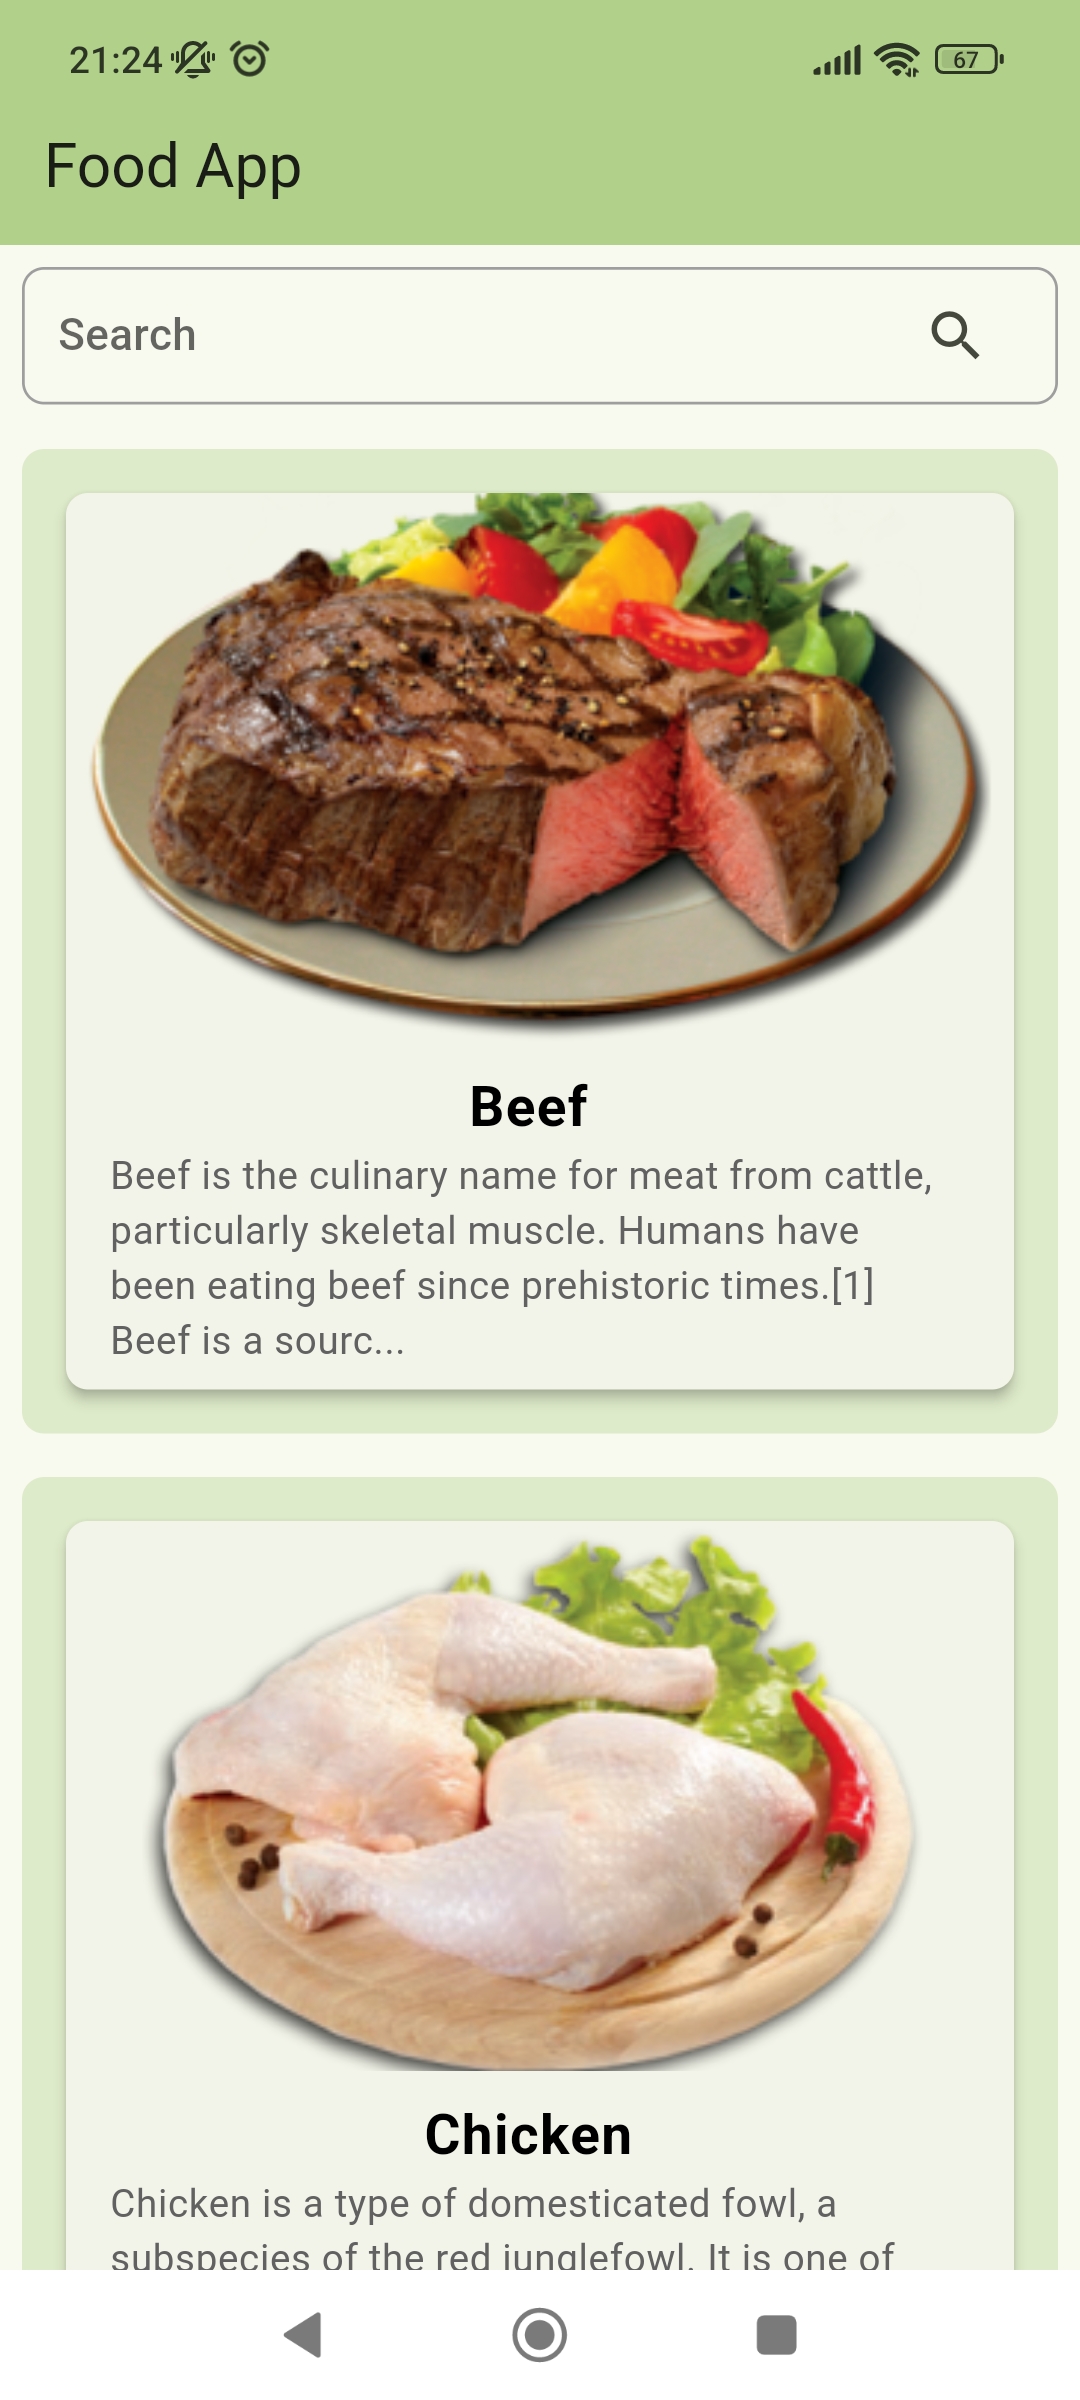 21:24
67
Food App
Search
Beef
Beef is the culinary name for meat from cattle,
particularly skeletal muscle. Humans have
been eating beef since prehistoric times.[1]
Beef is a sourc...
Chicken
Chicken is a type of domesticated fowl, a
subspecies of the red junglefowl. It is one of